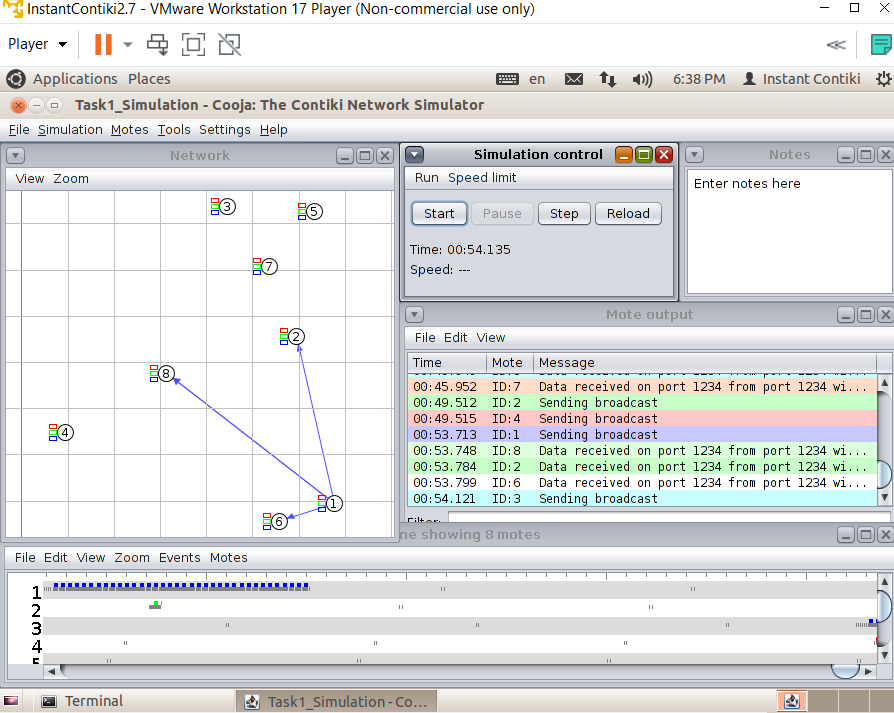 InstantContiki2.7 - VMware Workstation 17 Player (Non-commercial use only)
Player
Applications Places en 6:38 PM Instant Contiki
Task1_Simulation - Cooja: The Contiki Network Simulator
File Simulation Motes Tools Settings Help
Network
View Zoom
3
5
7
2
8
4
1
6
Simulation control
Run Speed limit
Start Pause Step Reload
Time: 00:54.135
Speed: ---
Notes
Enter notes here
Mote output
File Edit View
Time Mote Message
00:45.952 ID:7 Data received on port 1234 from port 1234 wi...
00:49.512 ID:2 Sending broadcast
00:49.515 ID:4 Sending broadcast
00:53.713 ID:1 Sending broadcast
00:53.748 ID:8 Data received on port 1234 from port 1234 wi...
00:53.784 ID:2 Data received on port 1234 from port 1234 wi...
00:53.799 ID:6 Data received on port 1234 from port 1234 wi...
00:54.121 ID:3 Sending broadcast
Filter:
ne showing 8 motes
File Edit View Zoom Events Motes
1
2
3
4
5
Terminal
Task1_Simulation - Co...